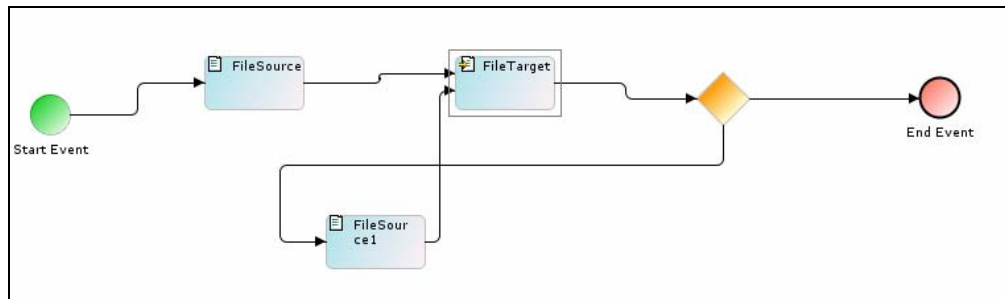 FileSource
FileTarget
Start Event
End Event
FileSour
ce1